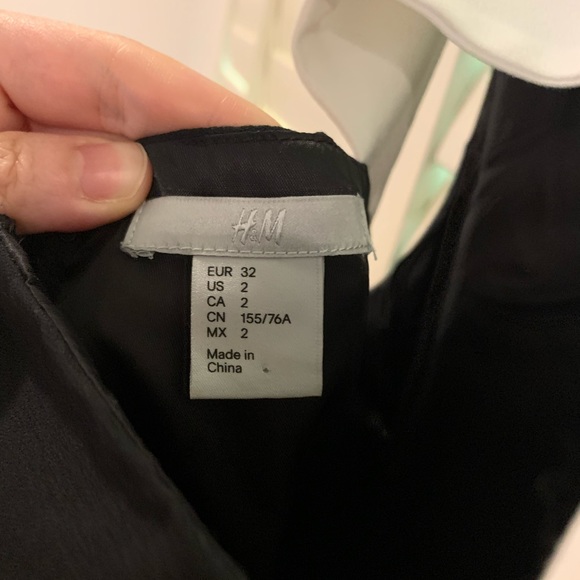 H&M
EUR 32
US 2
CA 2
CN 155/76A
MX 2
Made in
China